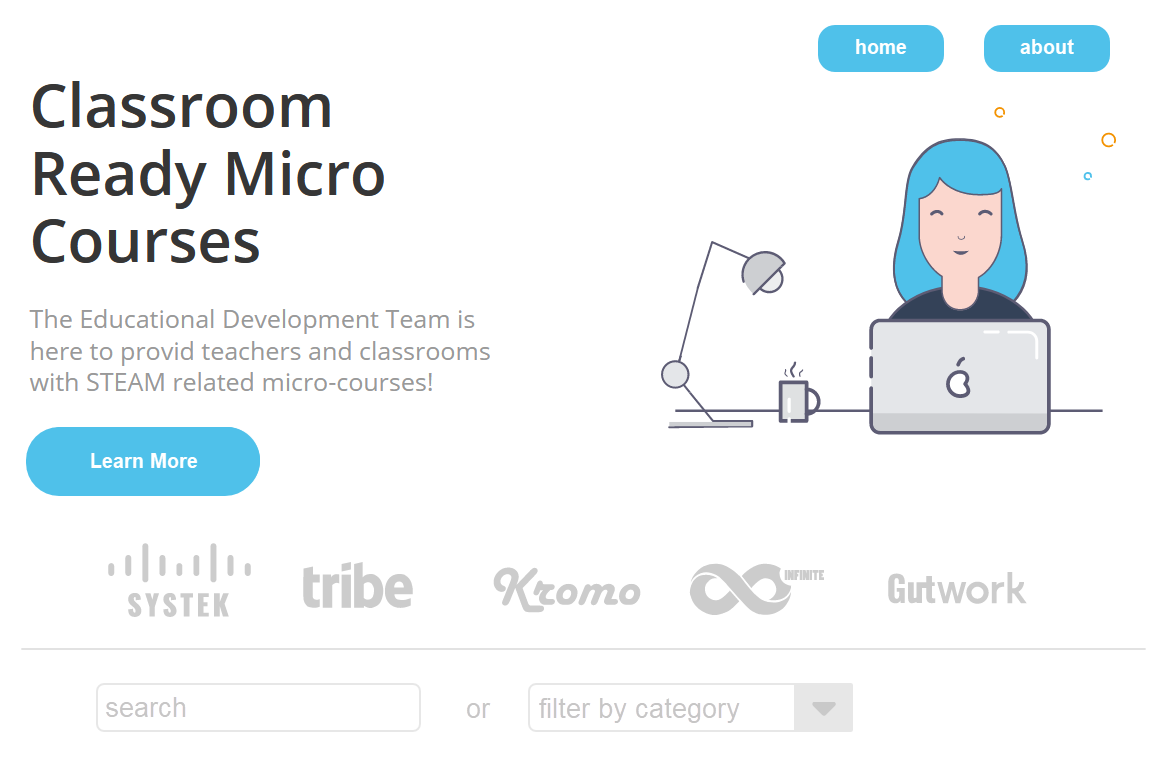 home about
Classroom
Ready Micro
Courses
The Educational Development Team is
here to provid teachers and classrooms
with STEAM related micro-courses!
Learn More
SYSTEK tribe Kromo INFINITE Gutwork
search or filter by category